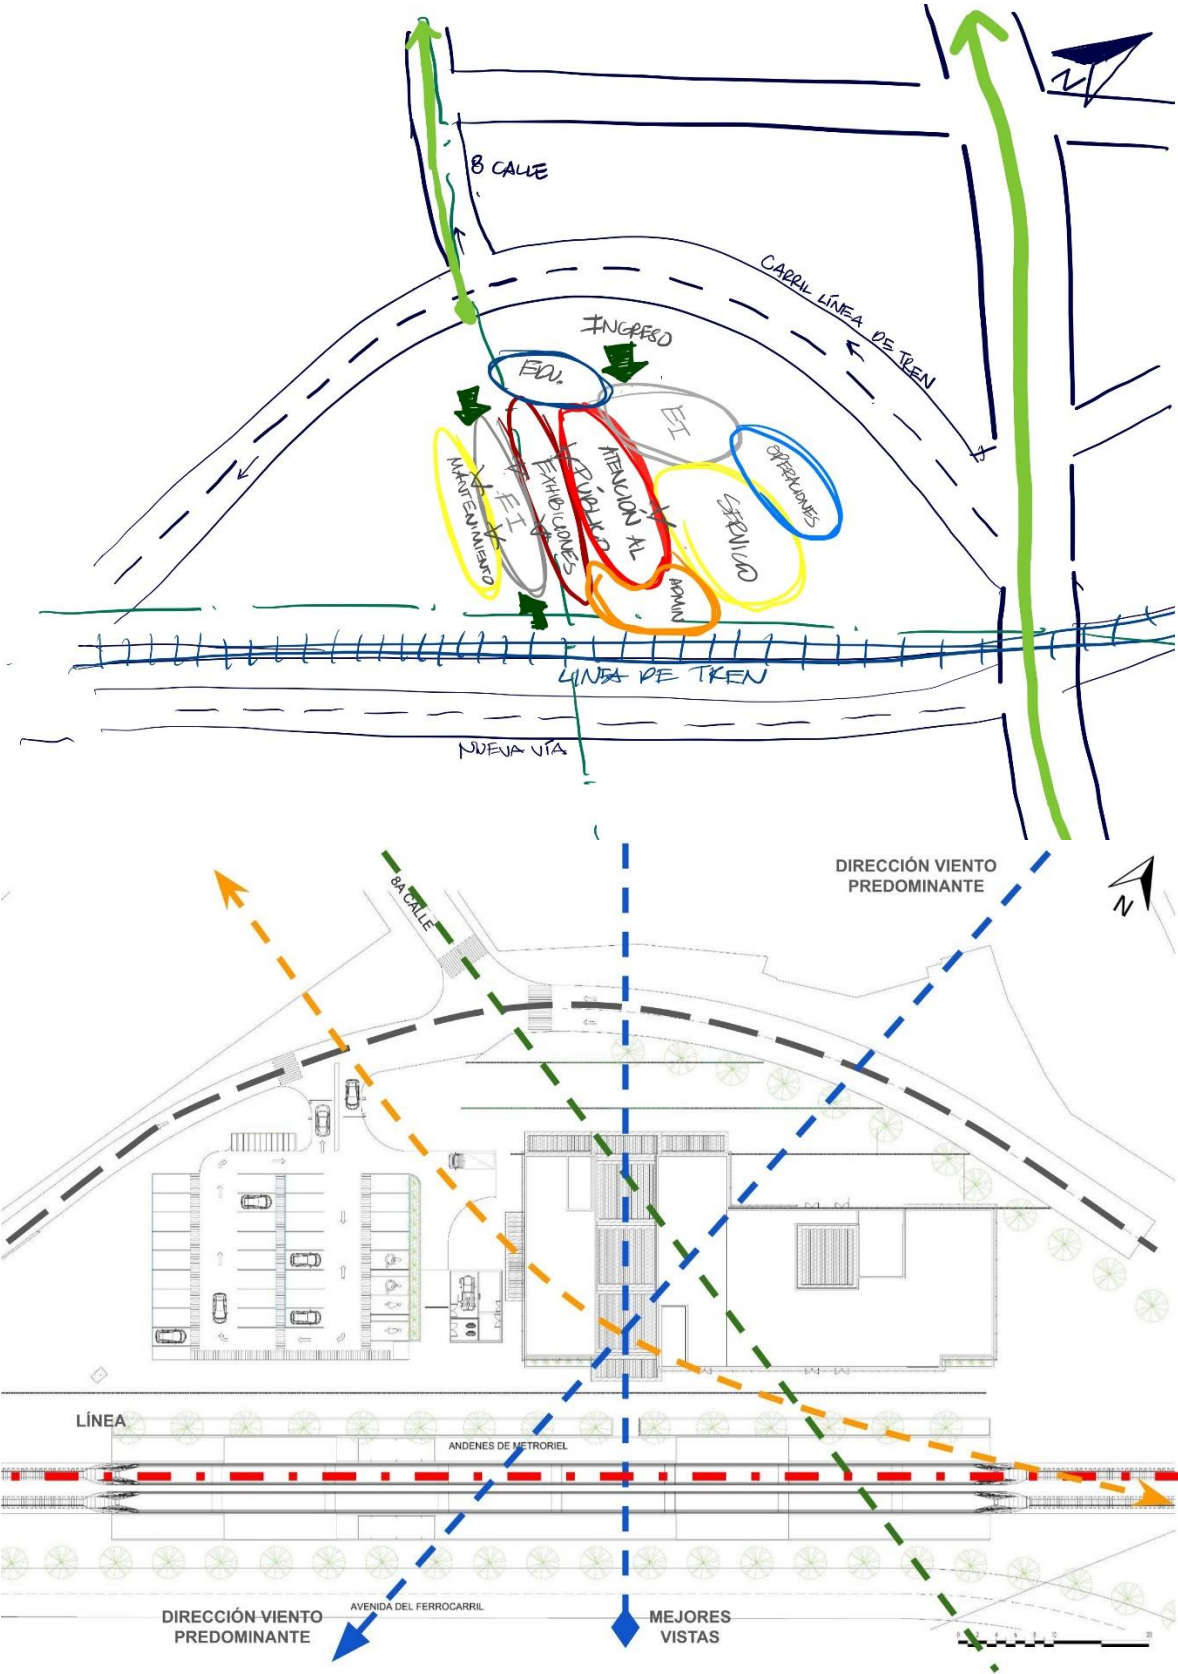 N
8 CALLE
CARRIL LÍNEA DE TREN
INGRESO
EDU.
EI
OPERACIONES
MANTENIMIENTO
EI
EXHIBICIONES
ATENCIÓN AL
PÚBLICO
SERVICIO
ADMIN
LINEA DE TREN
NUEVA VÍA
DIRECCIÓN VIENTO
PREDOMINANTE
N
8A CALLE
LÍNEA
ANDENES DE METRORIEL
AVENIDA DEL FERROCARRIL
DIRECCIÓN VIENTO
PREDOMINANTE
MEJORES
VISTAS